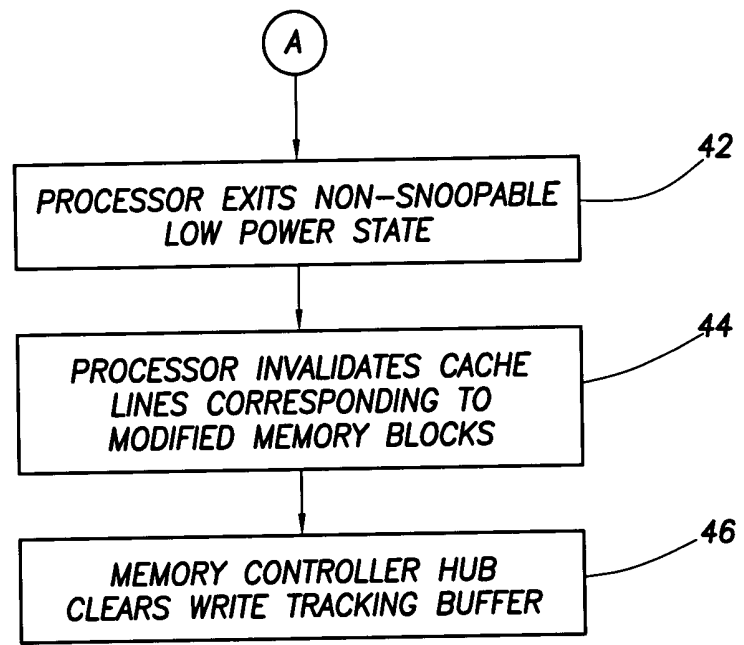 A
42
PROCESSOR EXITS NON-SNOOPABLE
LOW POWER STATE
44
PROCESSOR INVALIDATES CACHE
LINES CORRESPONDING TO
MODIFIED MEMORY BLOCKS
46
MEMORY CONTROLLER HUB
CLEARS WRITE TRACKING BUFFER